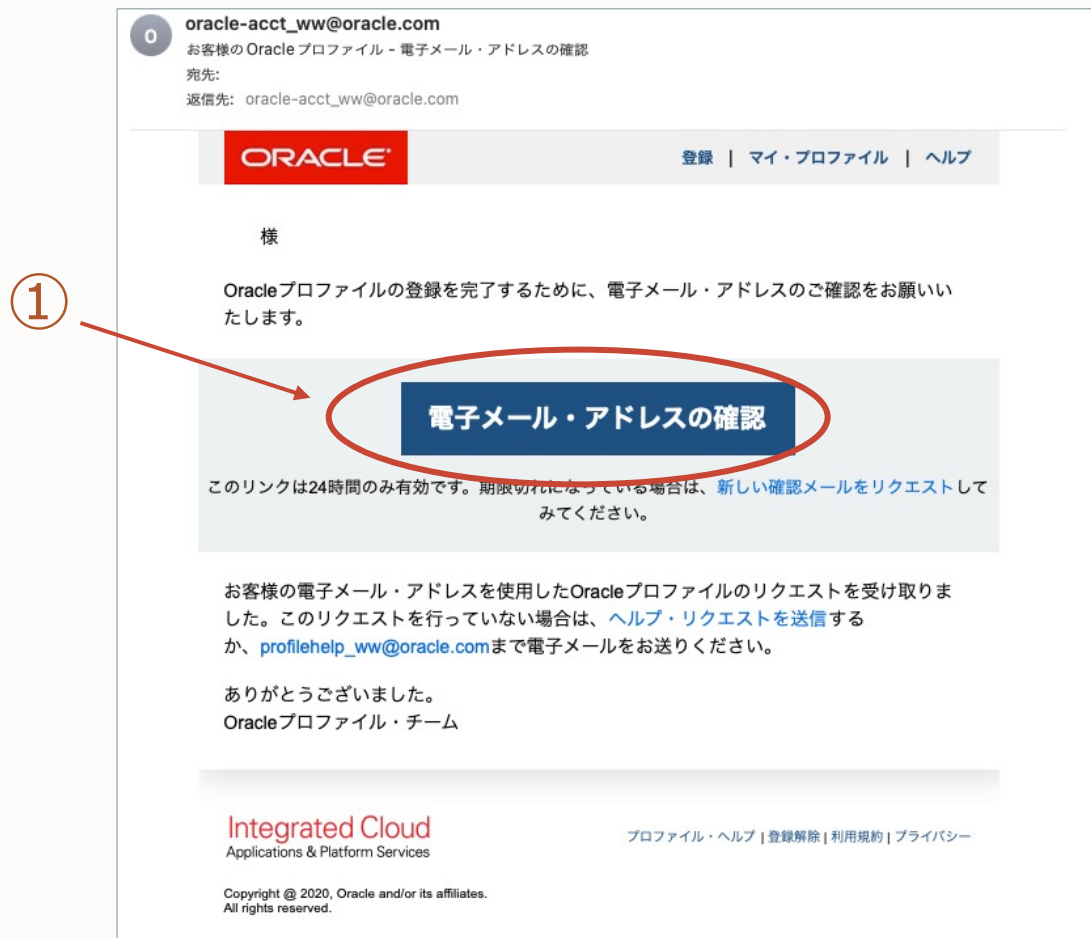 O
oracle-acct_ww@oracle.com
お客様の Oracle プロファイル - 電子メール・アドレスの確認
宛先:
返信先: oracle-acct_ww@oracle.com
ORACLE®
登録 | マイ・プロファイル | ヘルプ
様
①
Oracleプロファイルの登録を完了するために、電子メール・アドレスのご確認をお願いい
たします。
電子メール・アドレスの確認
このリンクは24時間のみ有効です。期限切れになっている場合は、新しい確認メールをリクエストして
みてください。
お客様の電子メール・アドレスを使用したOracleプロファイルのリクエストを受け取りま
した。このリクエストを行っていない場合は、ヘルプ・リクエストを送信する
か、profilehelp_ww@oracle.comまで電子メールをお送りください。
ありがとうございました。
Oracleプロファイル・チーム
Integrated Cloud
Applications & Platform Services
プロファイル・ヘルプ | 登録解除 | 利用規約 | プライバシー
Copyright @ 2020, Oracle and/or its affiliates.
All rights reserved.